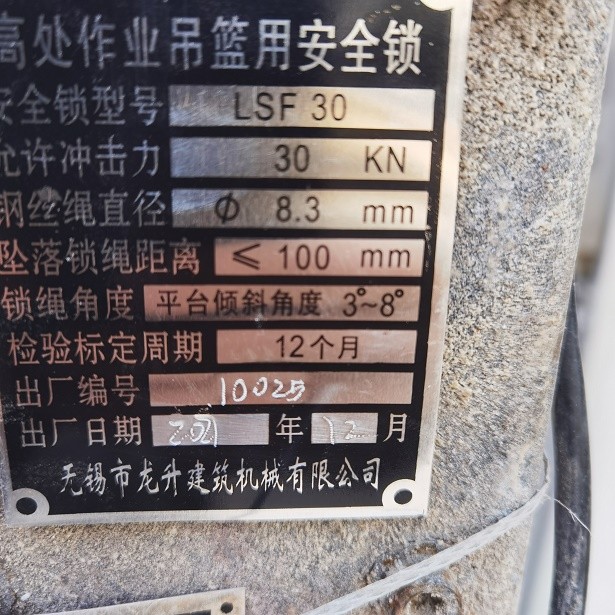 高处作业吊篮用安全锁
安全锁型号 LSF 30
允许冲击力 30 KN
钢丝绳直径 Φ 8.3 mm
坠落锁绳距离 ≤ 100 mm
锁绳角度 平台倾斜角度 3°~8°
检验标定周期 12个月
出厂编号 10025
出厂日期 2021 年 12 月
无锡市龙升建筑机械有限公司